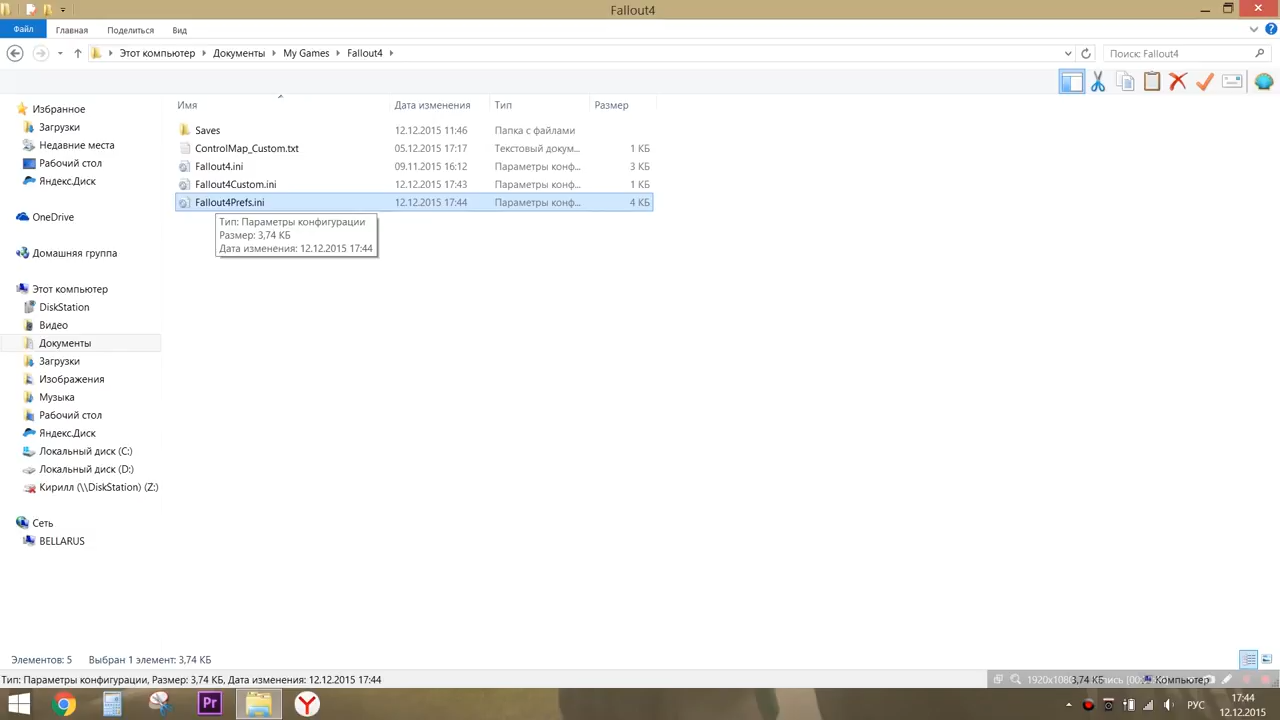 Fallout4
Файл Главная Поделиться Вид
Этот компьютер Документы My Games Fallout4 Поиск: Fallout4
Имя Дата изменения Тип Размер
Saves 12.12.2015 11:46 Папка с файлами
ControlMap_Custom.txt 05.12.2015 17:17 Текстовый докум... 1 КБ
Fallout4.ini 09.11.2015 16:12 Параметры конф... 3 КБ
Fallout4Custom.ini 12.12.2015 17:43 Параметры конф... 1 КБ
Fallout4Prefs.ini 12.12.2015 17:44 Параметры конф... 4 КБ
Тип: Параметры конфигурации
Размер: 3,74 КБ
Дата изменения: 12.12.2015 17:44
Избранное
Загрузки
Недавние места
Рабочий стол
Яндекс.Диск
OneDrive
Домашняя группа
Этот компьютер
DiskStation
Видео
Документы
Загрузки
Изображения
Музыка
Рабочий стол
Яндекс.Диск
Локальный диск (C:)
Локальный диск (D:)
Кирилл (\\DiskStation) (Z:)
Сеть
BELLARUS
Элементов: 5 Выбран 1 элемент: 3,74 КБ
Тип: Параметры конфигурации, Размер: 3,74 КБ, Дата изменения: 12.12.2015 17:44 3,74 КБ Компьютер
Pr
Y
РУС
17:44
12.12.2015